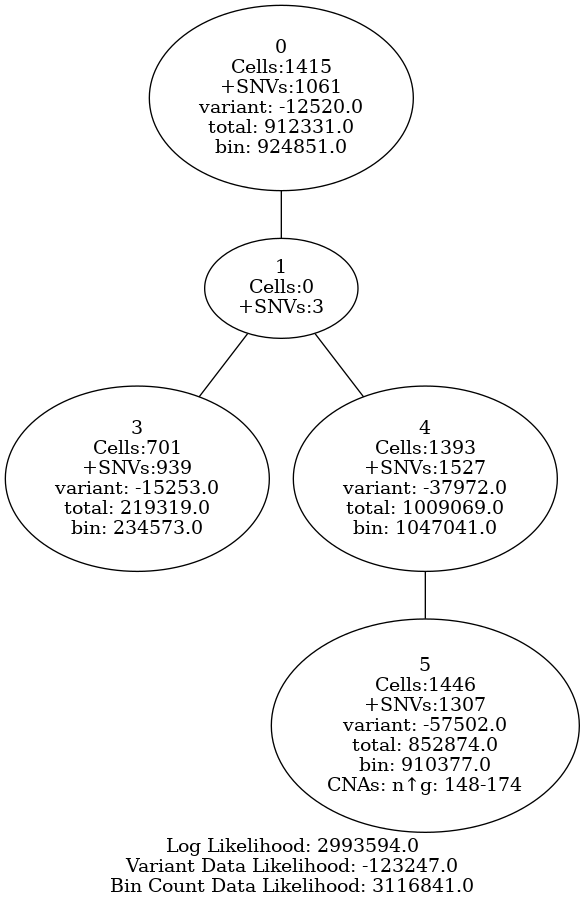 0
Cells:1415
+SNVs:1061
variant: -12520.0
total: 912331.0
bin: 924851.0
1
Cells:0
+SNVs:3
3
Cells:701
+SNVs:939
variant: -15253.0
total: 219319.0
bin: 234573.0
4
Cells:1393
+SNVs:1527
variant: -37972.0
total: 1009069.0
bin: 1047041.0
5
Cells:1446
+SNVs:1307
variant: -57502.0
total: 852874.0
bin: 910377.0
CNAs: n↑g: 148-174
Log Likelihood: 2993594.0
Variant Data Likelihood: -123247.0
Bin Count Data Likelihood: 3116841.0